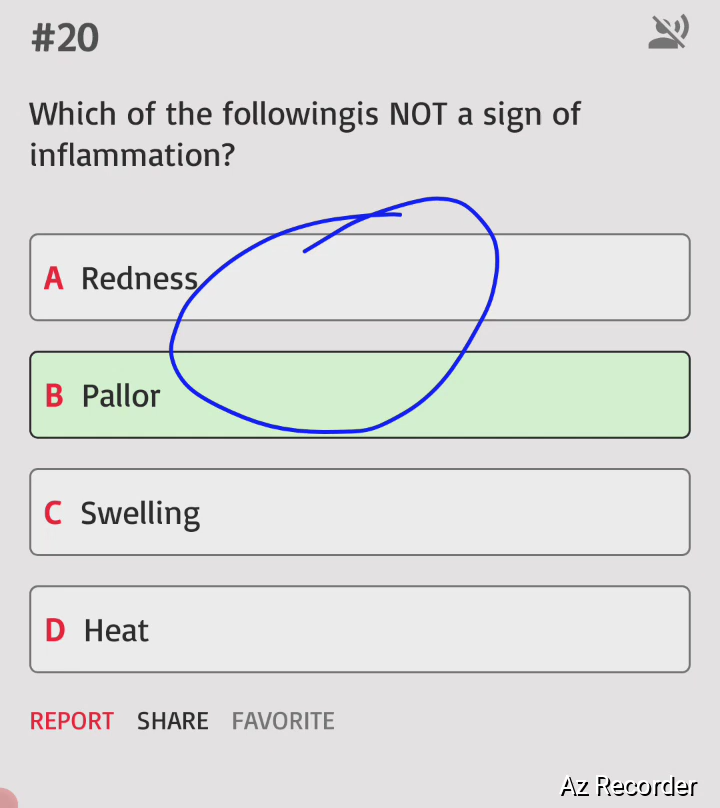 #20
Which of the followingis NOT a sign of
inflammation?
A Redness
B Pallor
C Swelling
D Heat
REPORT SHARE FAVORITE
Az Recorder